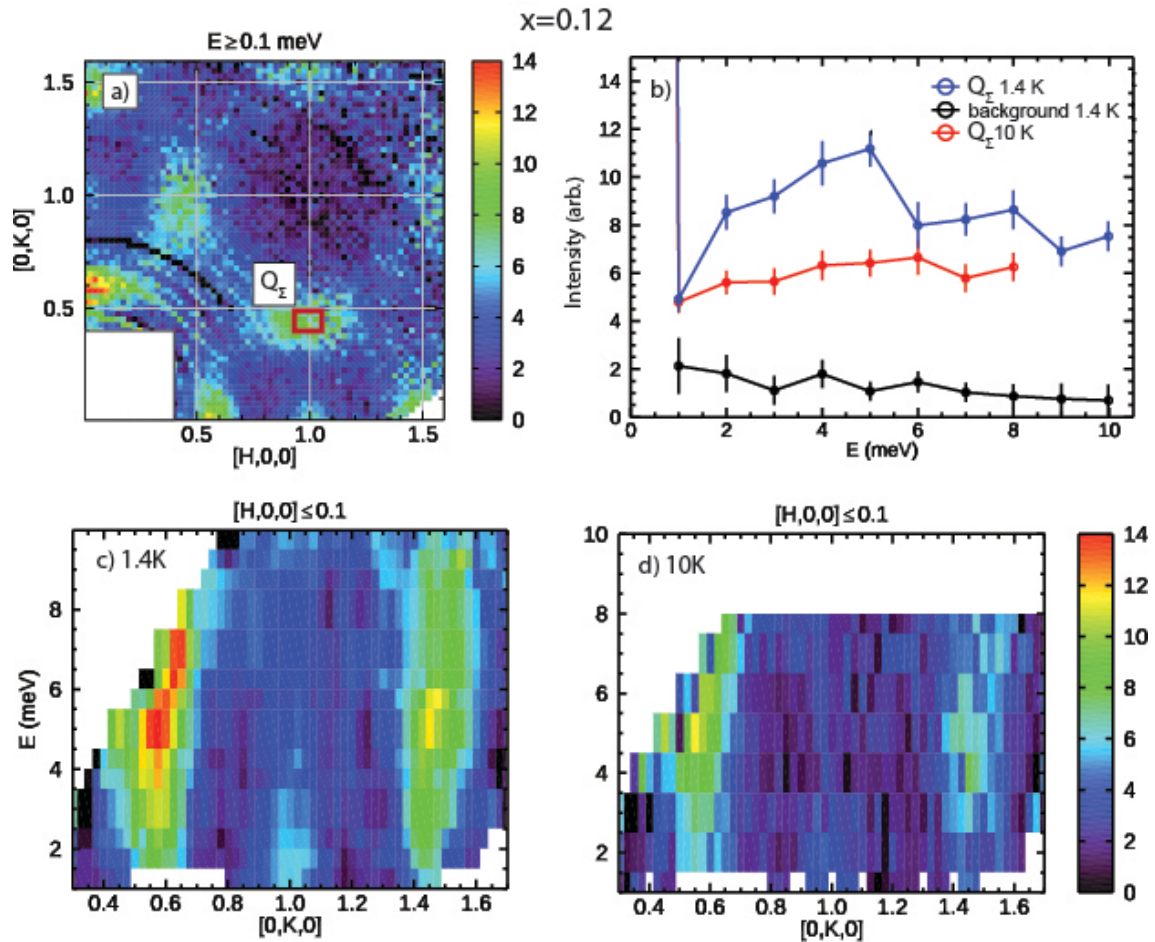 x=0.12
E ≥ 0.1 meV
a)
Q_Σ
[0,K,0]
1.5
1.0
0.5
0.5 1.0 1.5
[H,0,0]
14
12
10
8
6
4
2
0
b)
Q_Σ 1.4 K
background 1.4 K
Q_Σ10 K
Intensity (arb.)
14
12
10
8
6
4
2
0
0 2 4 6 8 10
E (meV)
[H,0,0] ≤ 0.1
c) 1.4K
E (meV)
8
6
4
2
0.4 0.6 0.8 1.0 1.2 1.4 1.6
[0,K,0]
[H,0,0] ≤ 0.1
d) 10K
10
8
6
4
2
0.4 0.6 0.8 1.0 1.2 1.4 1.6
[0,K,0]
14
12
10
8
6
4
2
0